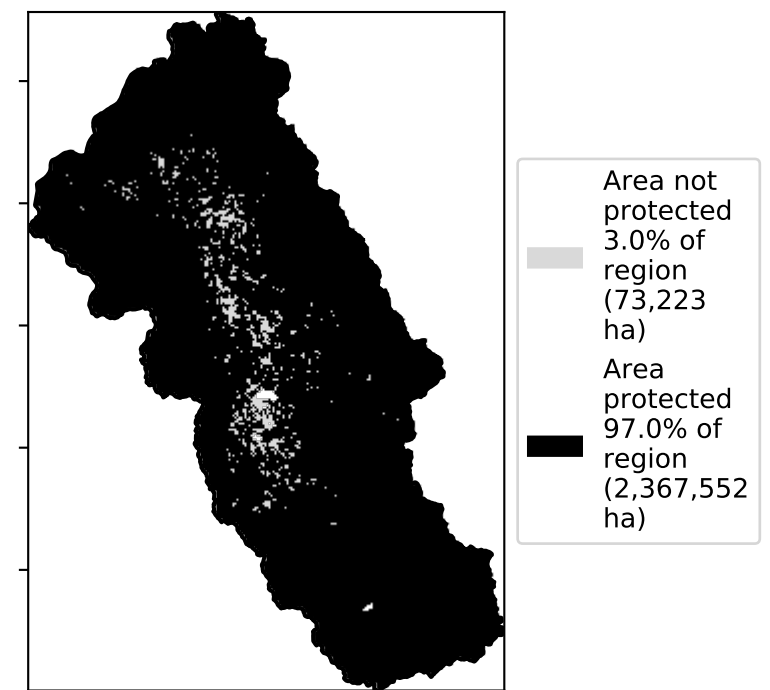 Area not
protected
3.0% of
region
(73,223
ha)
Area
protected
97.0% of
region
(2,367,552
ha)